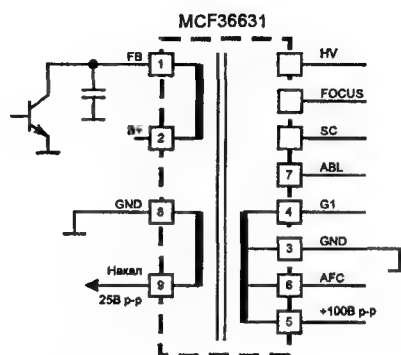 MCF36631
FB
1
HV
FOCUS
2
SC
7
ABL
GND
8
4
G1
3
GND
Накал
9
6
AFC
25В р-р
5
+100В р-р